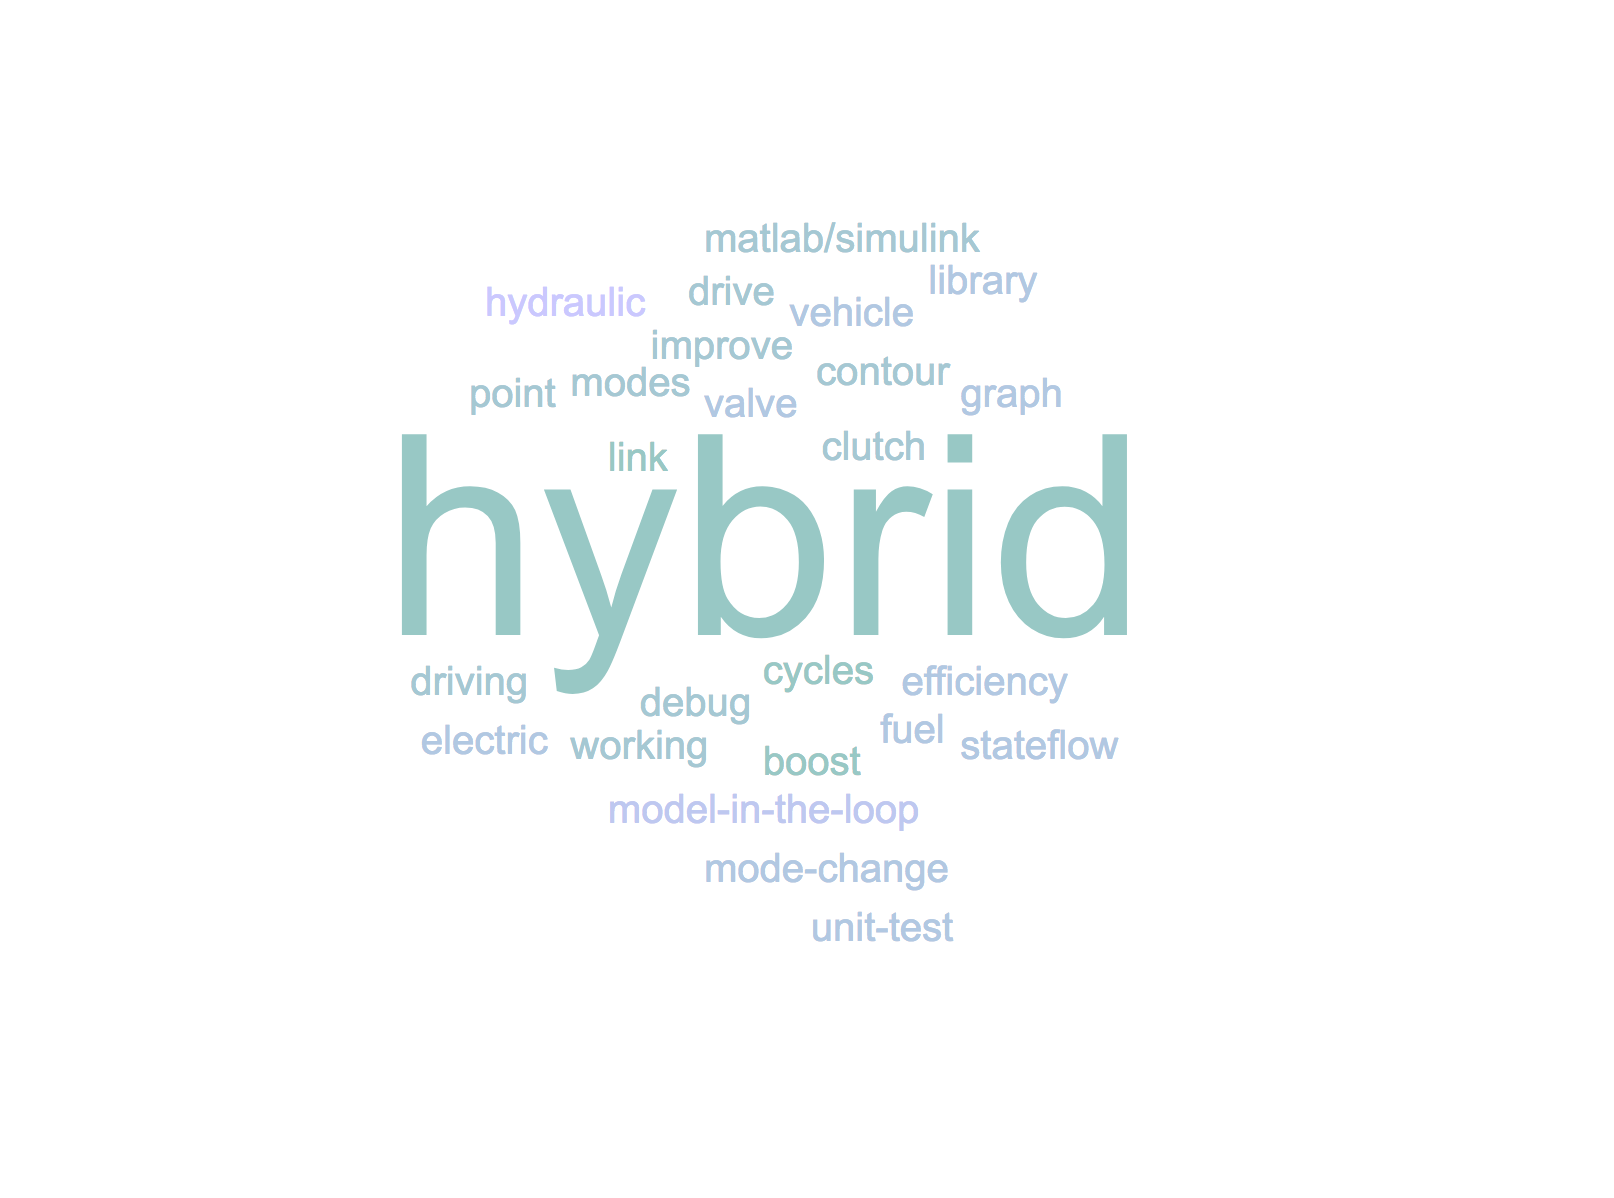 matlab/simulink
library
drive
hydraulic
vehicle
improve
contour
modes
point
graph
valve
clutch
link
hybrid
cycles
driving
efficiency
debug
fuel
electric
working
stateflow
boost
model-in-the-loop
mode-change
unit-test